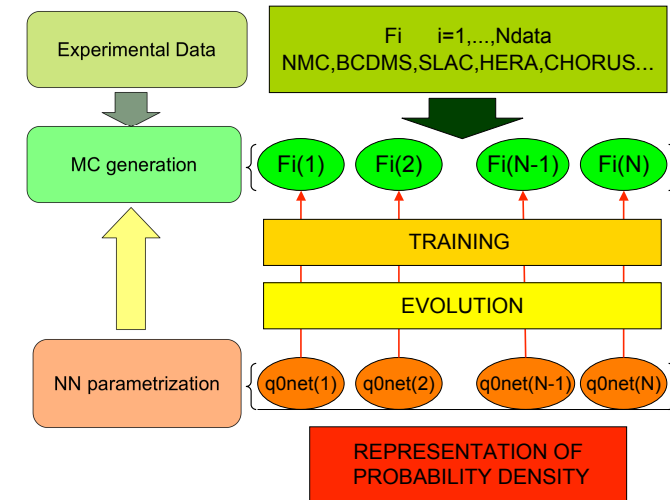 Experimental Data
Fi i=1,...,Ndata
NMC,BCDMS,SLAC,HERA,CHORUS...
MC generation
Fi(1) Fi(2) Fi(N-1) Fi(N)
TRAINING
EVOLUTION
NN parametrization
q0net(1) q0net(2) q0net(N-1) q0net(N)
REPRESENTATION OF
PROBABILITY DENSITY